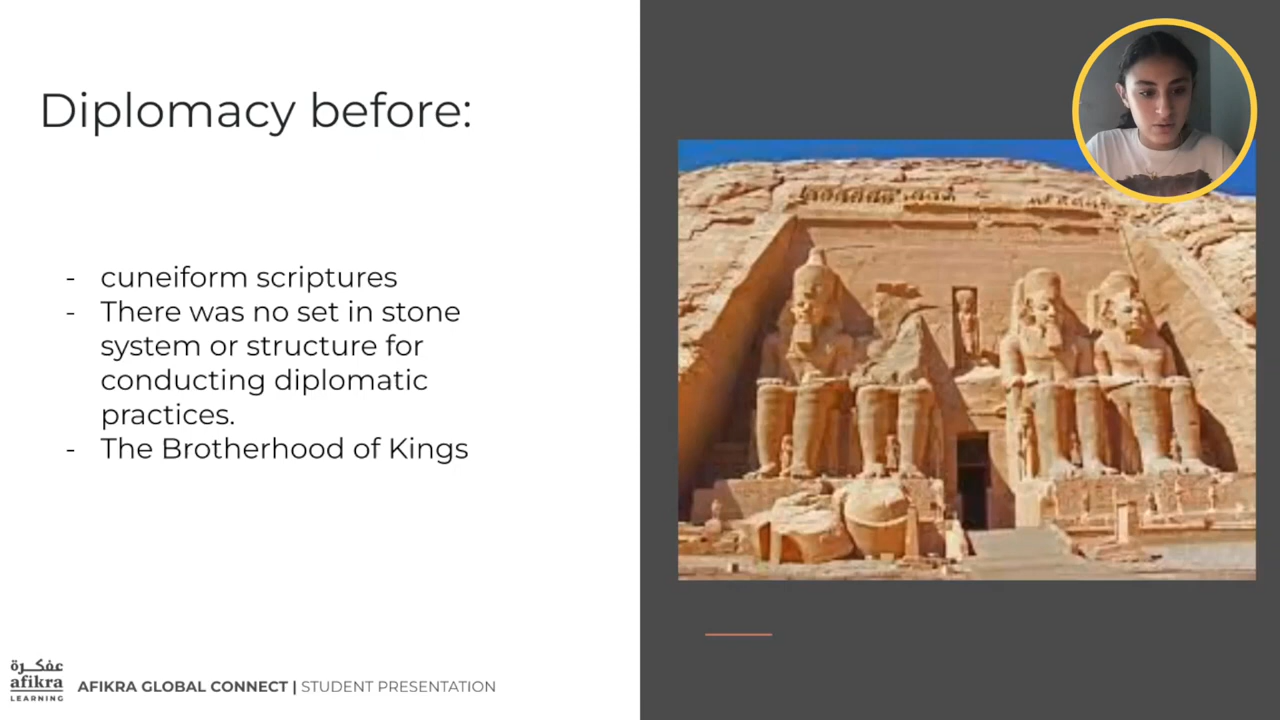 Diplomacy before:
- cuneiform scriptures
- There was no set in stone
system or structure for
conducting diplomatic
practices.
- The Brotherhood of Kings
عفكرة
afikra
LEARNING
AFIKRA GLOBAL CONNECT | STUDENT PRESENTATION